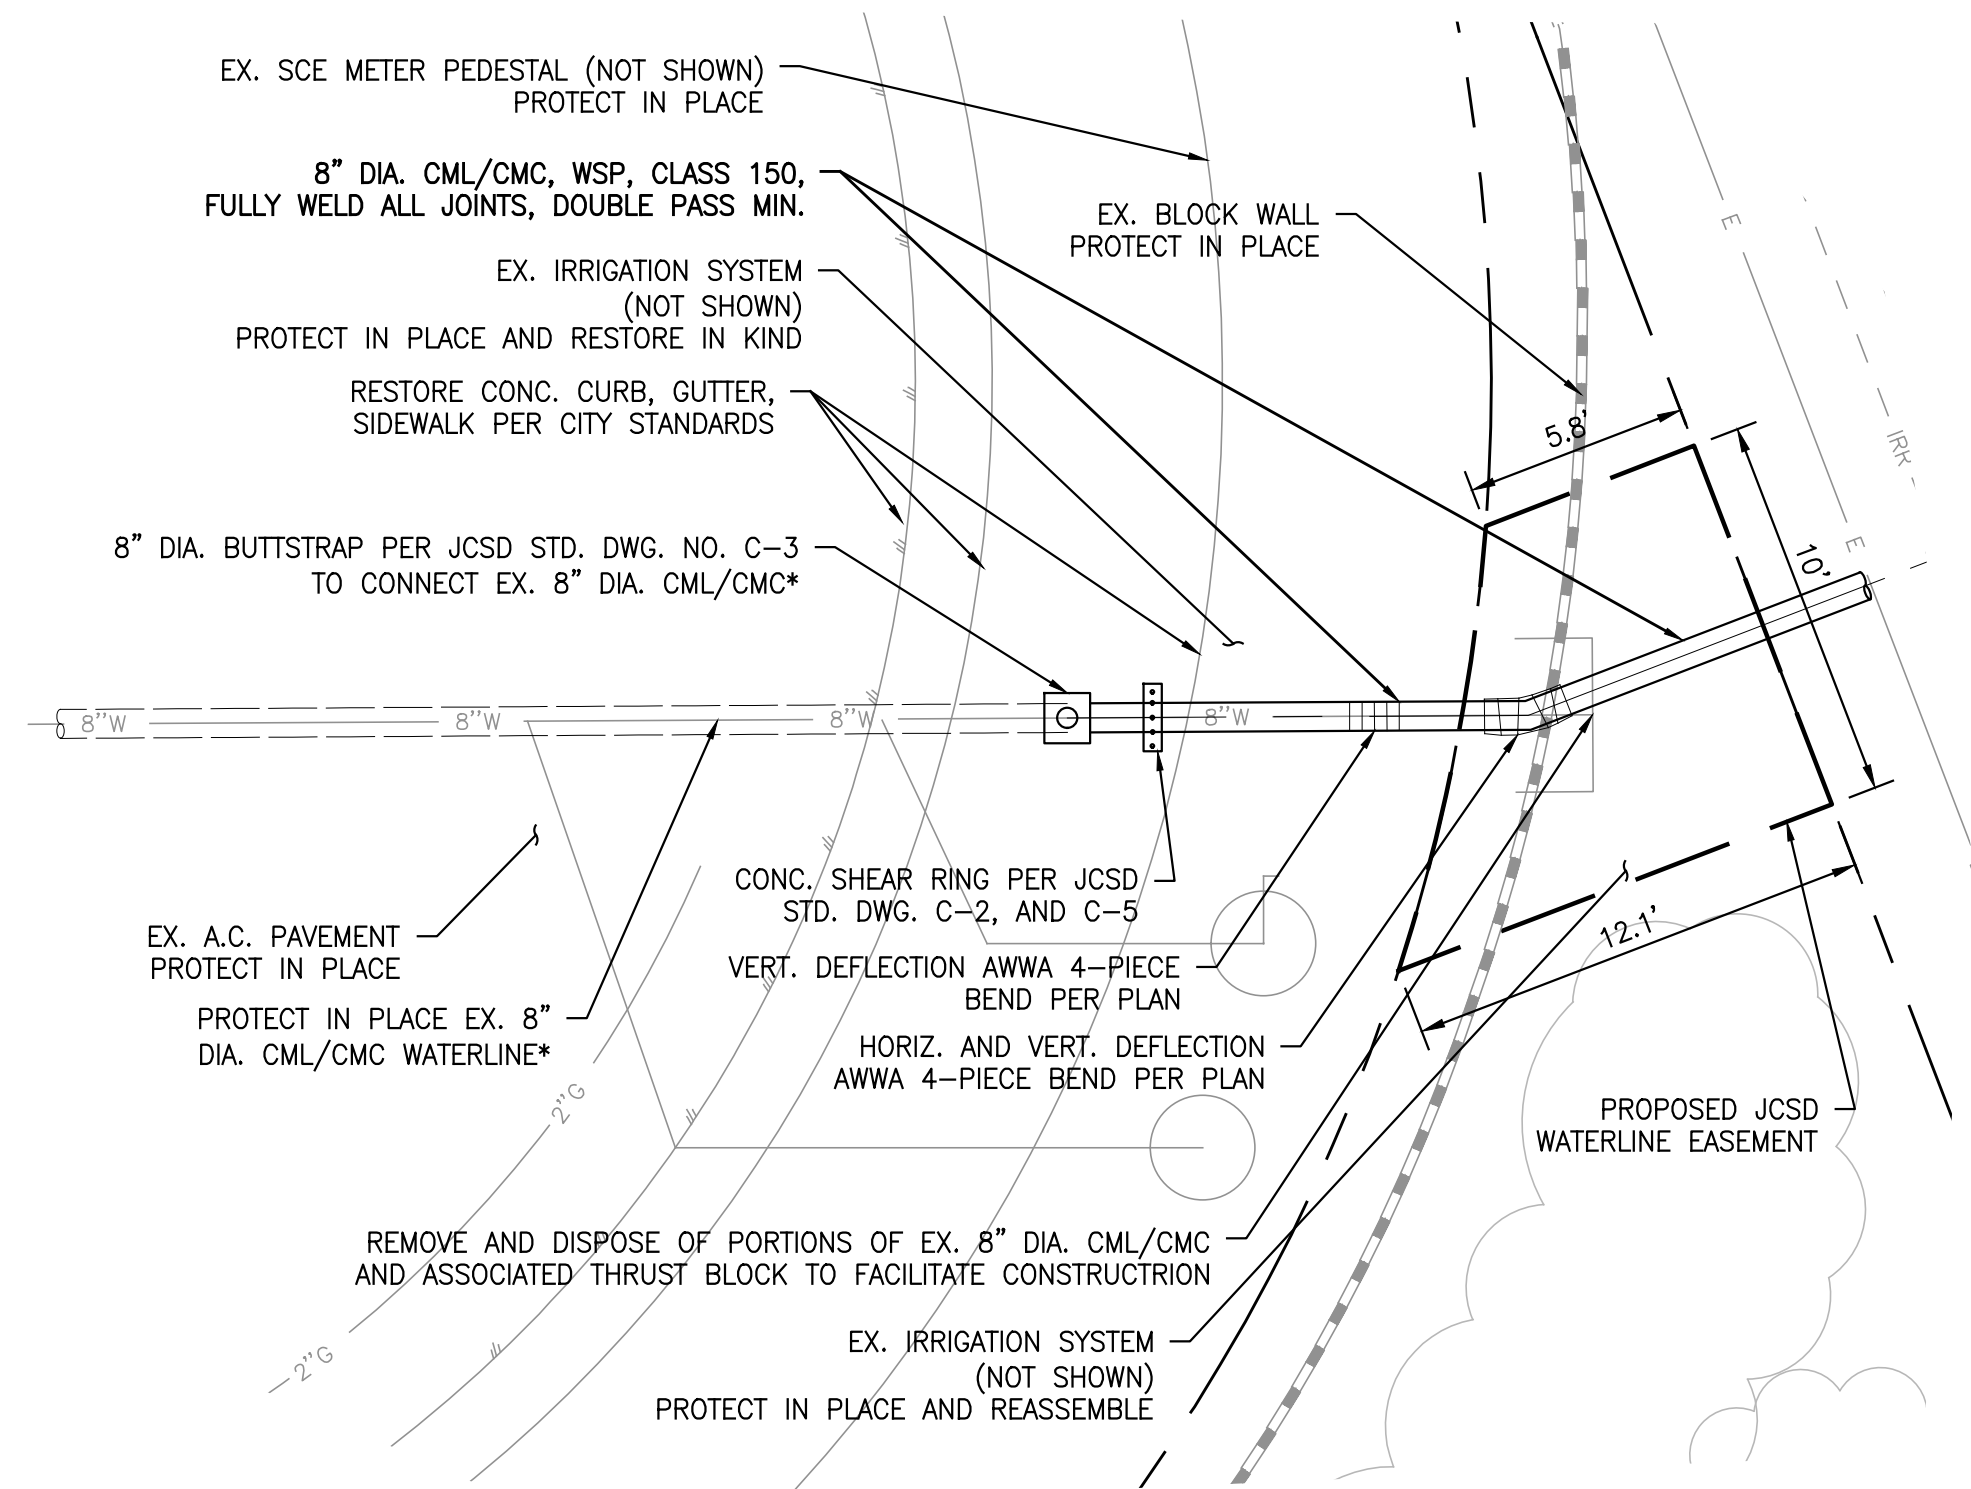 EX. SCE METER PEDESTAL (NOT SHOWN)
PROTECT IN PLACE
8" DIA. CML/CMC, WSP, CLASS 150,
FULLY WELD ALL JOINTS, DOUBLE PASS MIN.
EX. BLOCK WALL
PROTECT IN PLACE
E
EX. IRRIGATION SYSTEM
(NOT SHOWN)
PROTECT IN PLACE AND RESTORE IN KIND
RESTORE CONC. CURB, GUTTER,
SIDEWALK PER CITY STANDARDS
5.8'
IRR
8" DIA. BUTTSTRAP PER JCSD STD. DWG. NO. C-3
TO CONNECT EX. 8" DIA. CML/CMC*
E
10'
8"W
8"W
8"W
8"W
CONC. SHEAR RING PER JCSD
STD. DWG. C-2, AND C-5
EX. A.C. PAVEMENT
PROTECT IN PLACE
12.1'
VERT. DEFLECTION AWWA 4-PIECE
BEND PER PLAN
PROTECT IN PLACE EX. 8"
DIA. CML/CMC WATERLINE*
HORIZ. AND VERT. DEFLECTION
AWWA 4-PIECE BEND PER PLAN
2"G
PROPOSED JCSD
WATERLINE EASEMENT
REMOVE AND DISPOSE OF PORTIONS OF EX. 8" DIA. CML/CMC
AND ASSOCIATED THRUST BLOCK TO FACILITATE CONSTRUCTRION
EX. IRRIGATION SYSTEM
(NOT SHOWN)
PROTECT IN PLACE AND REASSEMBLE
2"G